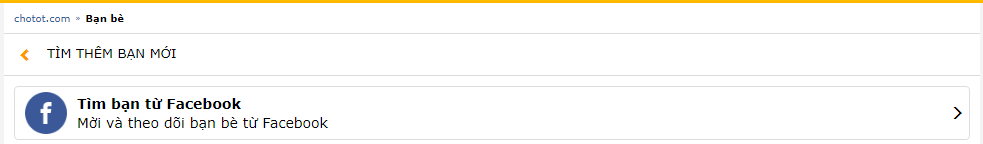 chotot.com » Bạn bè
TÌM THÊM BẠN MỚI
Tìm bạn từ Facebook
Mời và theo dõi bạn bè từ Facebook